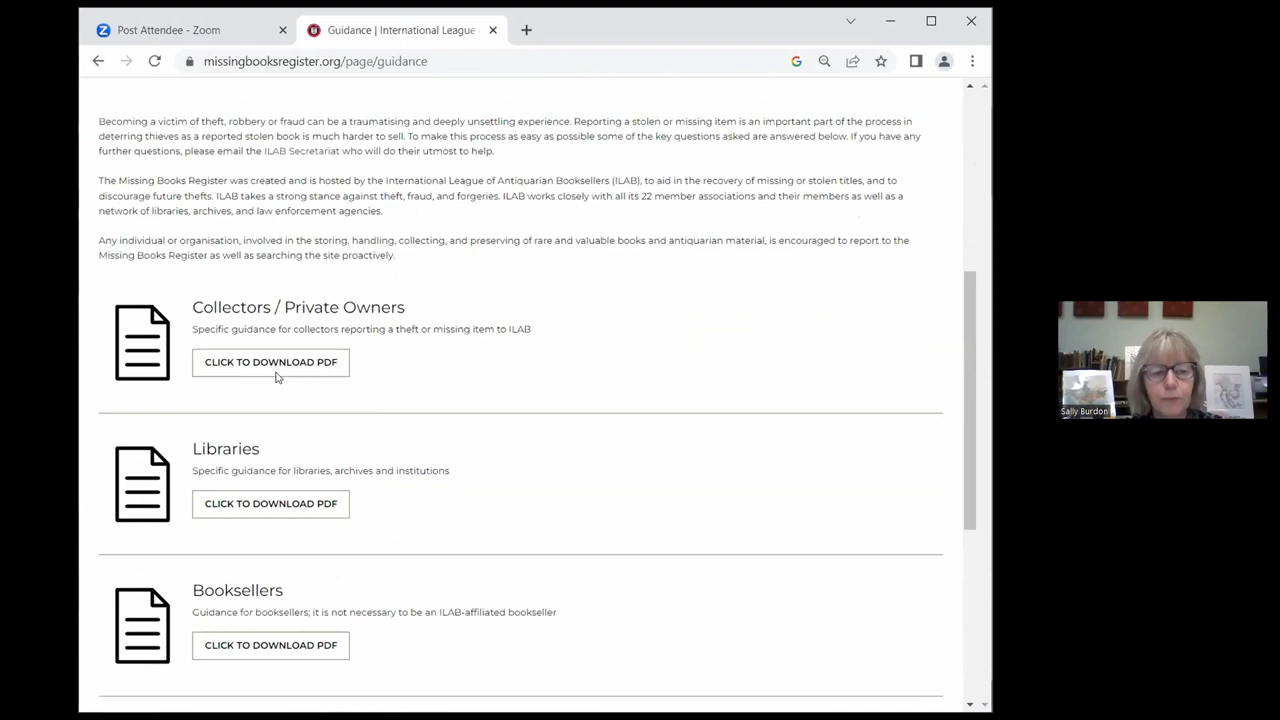 Post Attendee - Zoom
Guidance | International League
missingbooksregister.org/page/guidance
Becoming a victim of theft, robbery or fraud can be a traumatising and deeply unsettling experience. Reporting a stolen or missing item is an important part of the process in
deterring thieves as a reported stolen book is much harder to sell. To make this process as easy as possible some of the key questions asked are answered below. If you have any
further questions, please email the ILAB Secretariat who will do their utmost to help.
The Missing Books Register was created and is hosted by the International League of Antiquarian Booksellers (ILAB), to aid in the recovery of missing or stolen titles, and to
discourage future thefts. ILAB takes a strong stance against theft, fraud, and forgeries. ILAB works closely with all its 22 member associations and their members as well as a
network of libraries, archives, and law enforcement agencies.
Any individual or organisation, involved in the storing, handling, collecting, and preserving of rare and valuable books and antiquarian material, is encouraged to report to the
Missing Books Register as well as searching the site proactively.
Collectors / Private Owners
Specific guidance for collectors reporting a theft or missing item to ILAB
CLICK TO DOWNLOAD PDF
Libraries
Specific guidance for libraries, archives and institutions
CLICK TO DOWNLOAD PDF
Booksellers
Guidance for booksellers; it is not necessary to be an ILAB-affiliated bookseller
CLICK TO DOWNLOAD PDF
Sally Burdon